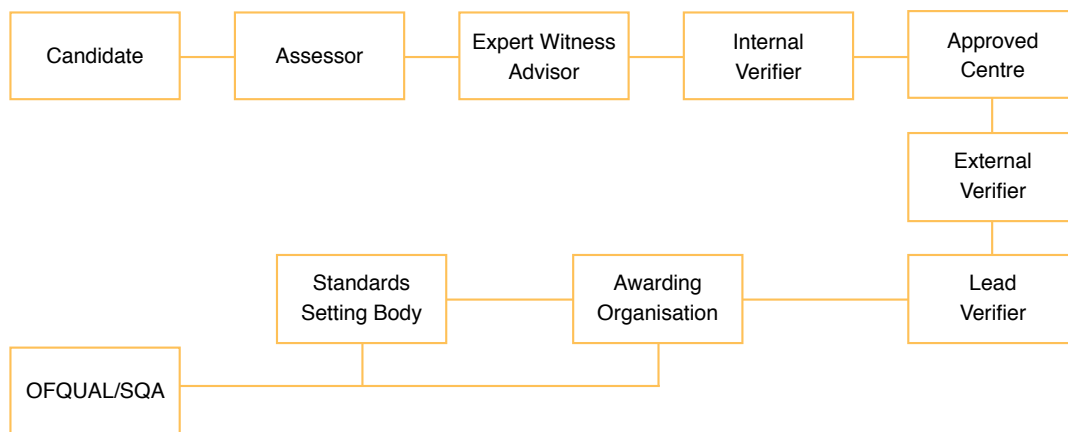 Candidate
Assessor
Expert Witness
Advisor
Internal
Verifier
Approved
Centre
External
Verifier
Lead
Verifier
Awarding
Organisation
Standards
Setting Body
OFQUAL/SQA